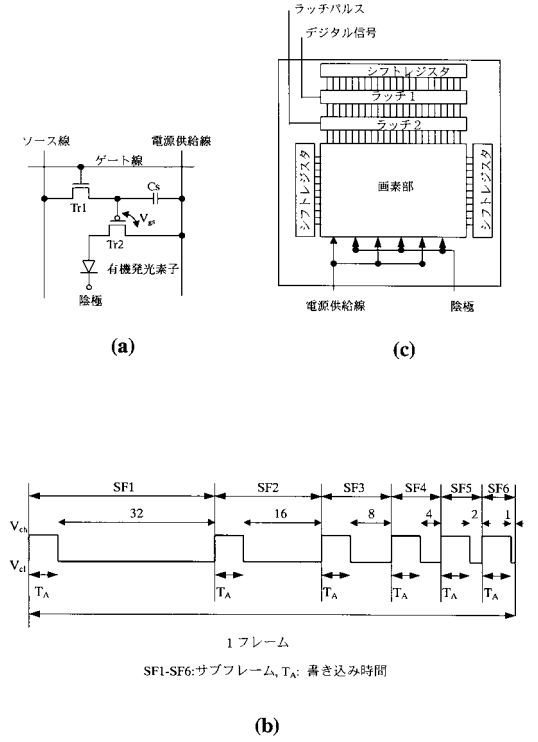 ソース線
電源供給線
ゲート線
Cs
Tr1
Vgs
Tr2
有機発光素子
陰極
(a)
ラッチパルス
デジタル信号
シフトレジスタ
ラッチ1
ラッチ2
シフトレジスタ
画素部
シフトレジスタ
電源供給線
陰極
(c)
SF1 SF2 SF3 SF4 SF5 SF6
32 16 8 4 2 1
Vch
Vcl
TA TA TA TA TA TA
1 フレーム
SF1-SF6:サブフレーム, TA: 書き込み時間
(b)